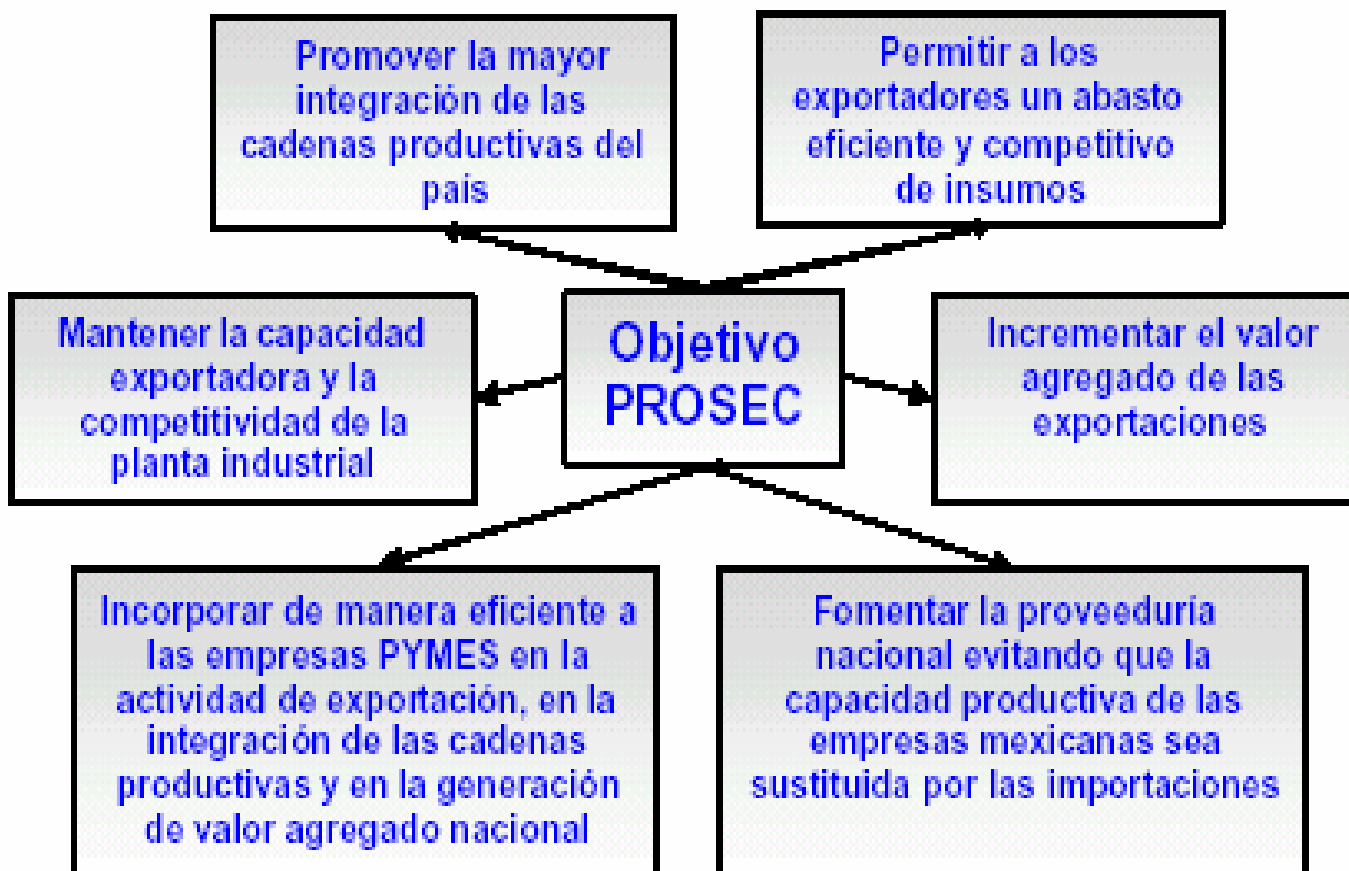 Promover la mayor
integración de las
cadenas productivas del
país
Permitir a los
exportadores un abasto
eficiente y competitivo
de insumos
Mantener la capacidad
exportadora y la
competitividad de la
planta industrial
Objetivo
PROSEC
Incrementar el valor
agregado de las
exportaciones
Incorporar de manera eficiente a
las empresas PYMES en la
actividad de exportación, en la
integración de las cadenas
productivas y en la generación
de valor agregado nacional
Fomentar la proveeduría
nacional evitando que la
capacidad productiva de las
empresas mexicanas sea
sustituida por las importaciones